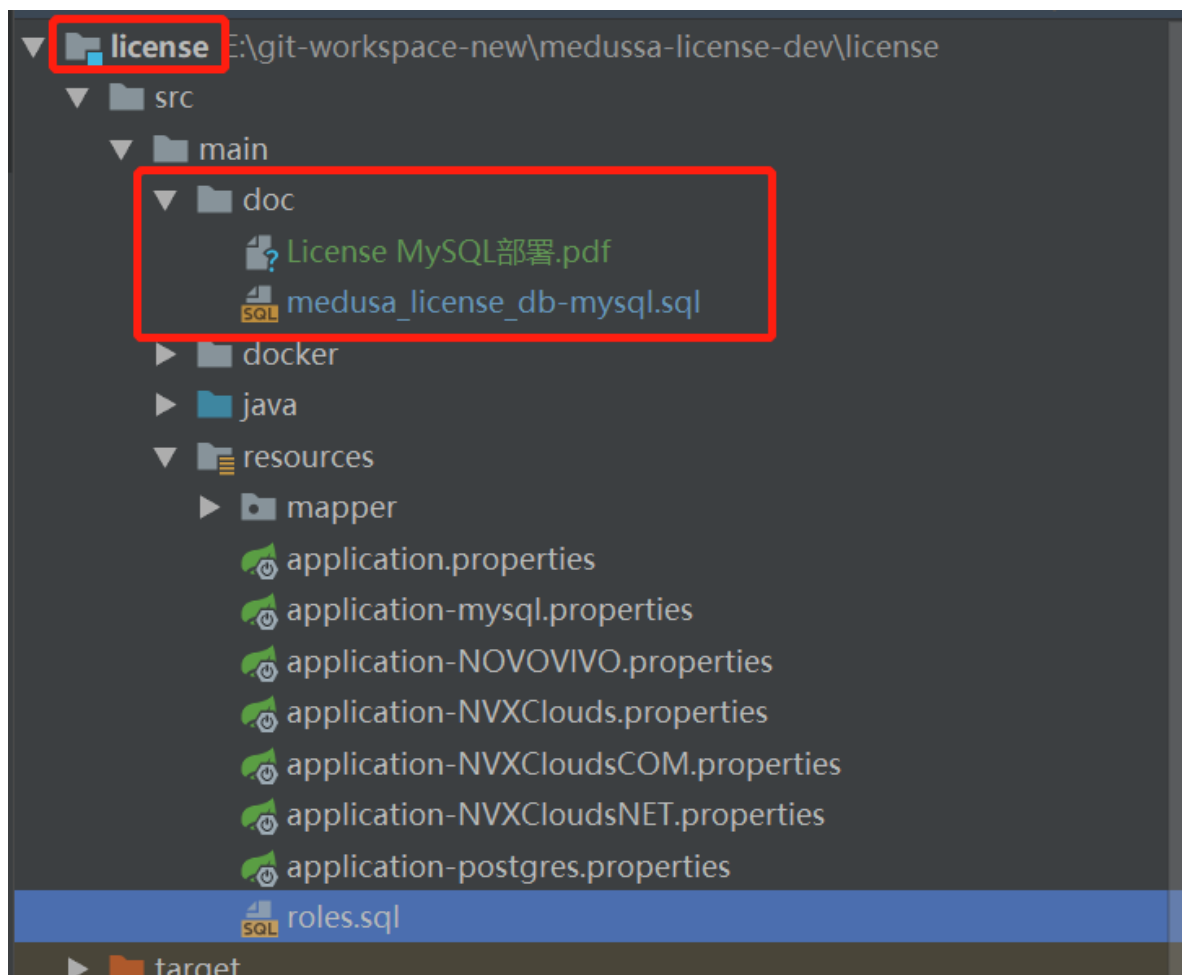 license E:\git-workspace-new\medussa-license-dev\license
src
main
doc
License MySQL部署.pdf
medusa_license_db-mysql.sql
docker
java
resources
mapper
application.properties
application-mysql.properties
application-NOVOVIVO.properties
application-NVXClouds.properties
application-NVXCloudsCOM.properties
application-NVXCloudsNET.properties
application-postgres.properties
roles.sql
target